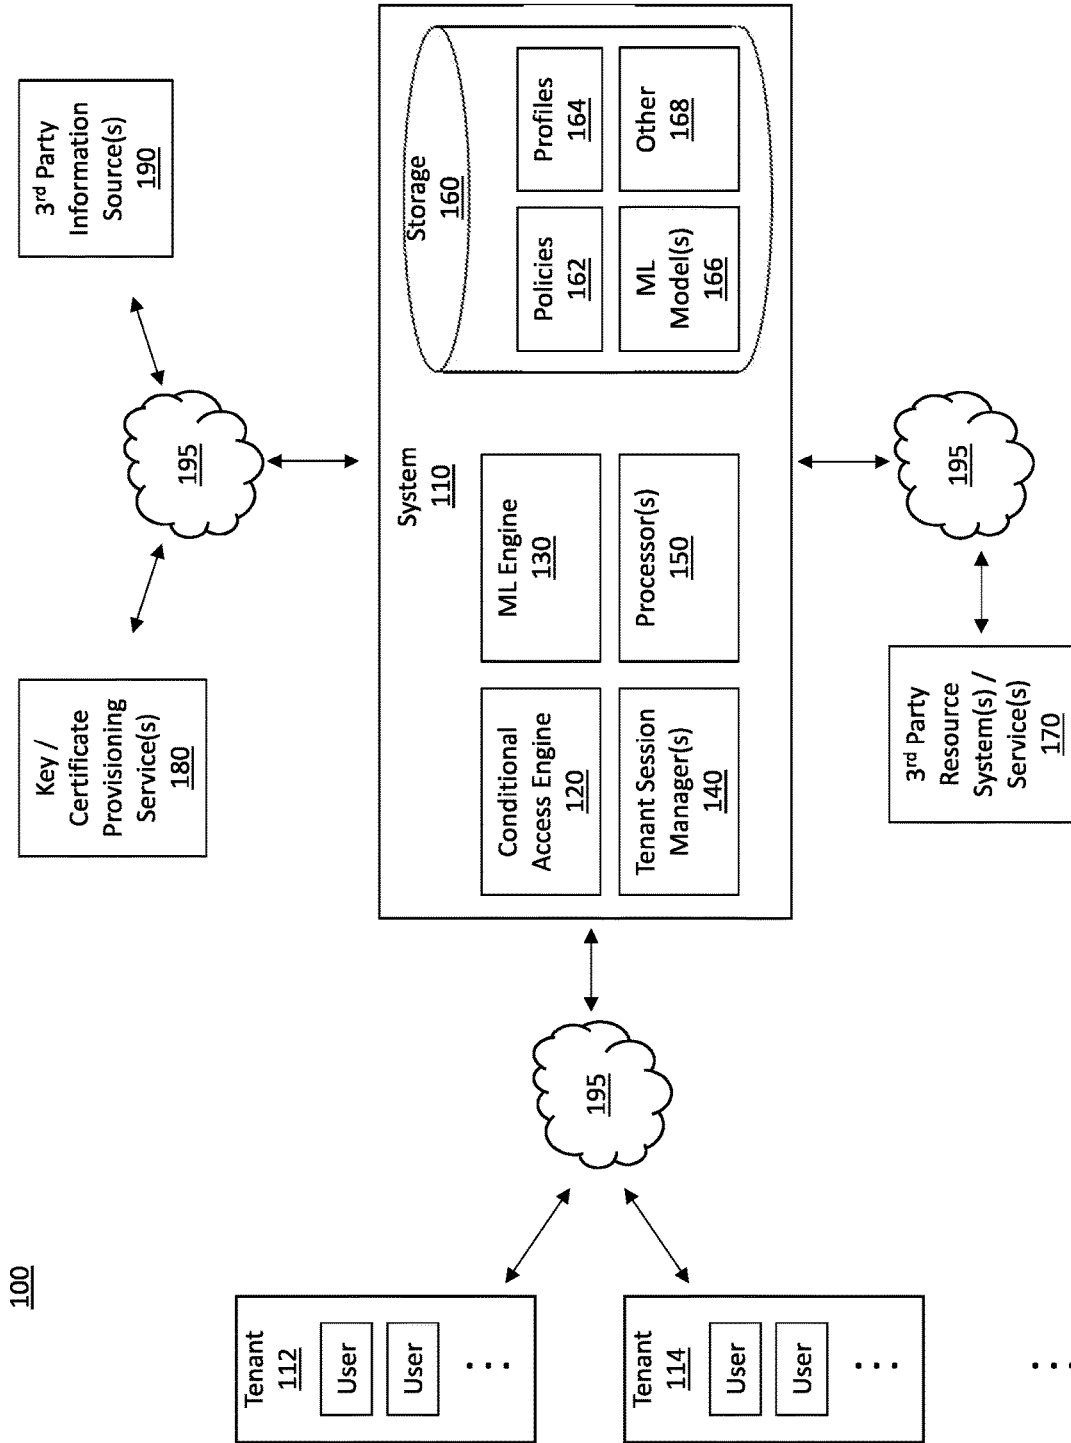 100
Key /
Certificate
Provisioning
Service(s)
180
3rd Party
Information
Source(s)
190
195
Tenant
112
User
User
...
Tenant
114
User
User
...
...
195
System
110
Conditional
Access Engine
120
ML Engine
130
Tenant Session
Manager(s)
140
Processor(s)
150
Storage
160
Policies
162
Profiles
164
ML
Model(s)
166
Other
168
195
3rd Party
Resource
System(s) /
Service(s)
170